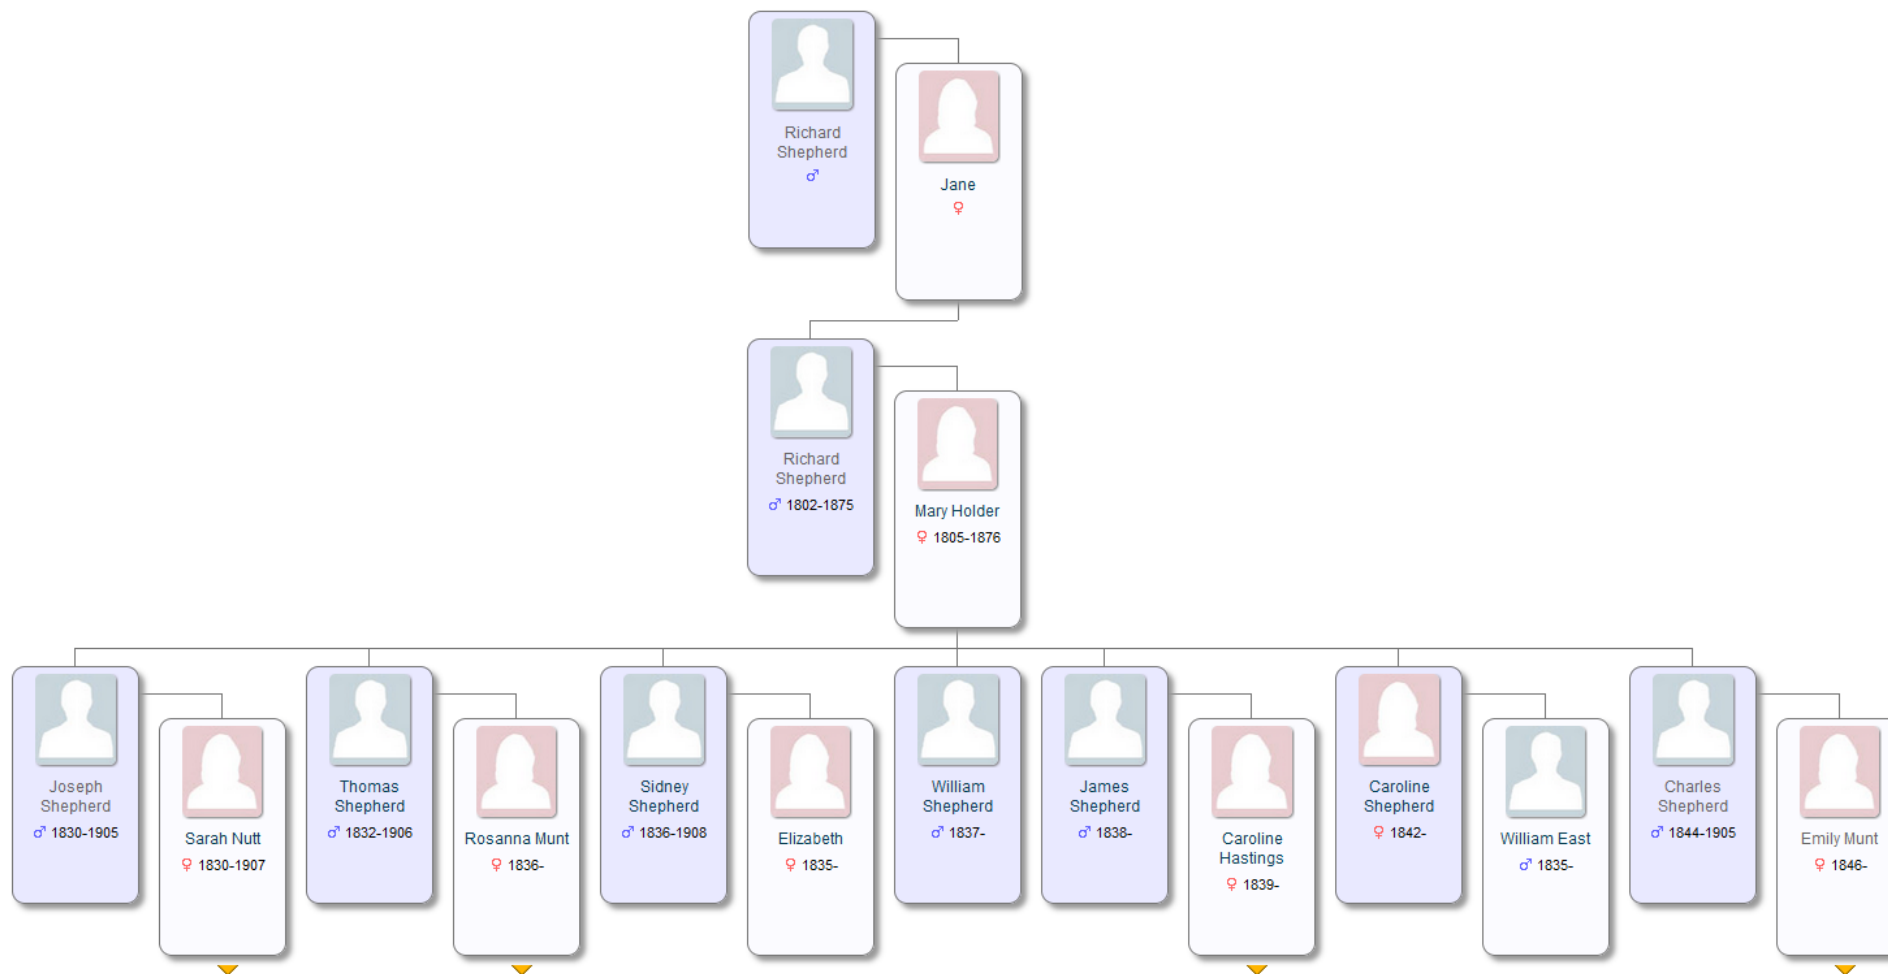 Richard
Shepherd
♂
Jane
♀
Richard
Shepherd
♂ 1802-1875
Mary Holder
♀ 1805-1876
Joseph
Shepherd
♂ 1830-1905
Sarah Nutt
♀ 1830-1907
Thomas
Shepherd
♂ 1832-1906
Rosanna Munt
♀ 1836-
Sidney
Shepherd
♂ 1836-1908
Elizabeth
♀ 1835-
William
Shepherd
♂ 1837-
James
Shepherd
♂ 1838-
Caroline
Hastings
♀ 1839-
Caroline
Shepherd
♀ 1842-
William East
♂ 1835-
Charles
Shepherd
♂ 1844-1905
Emily Munt
♀ 1846-